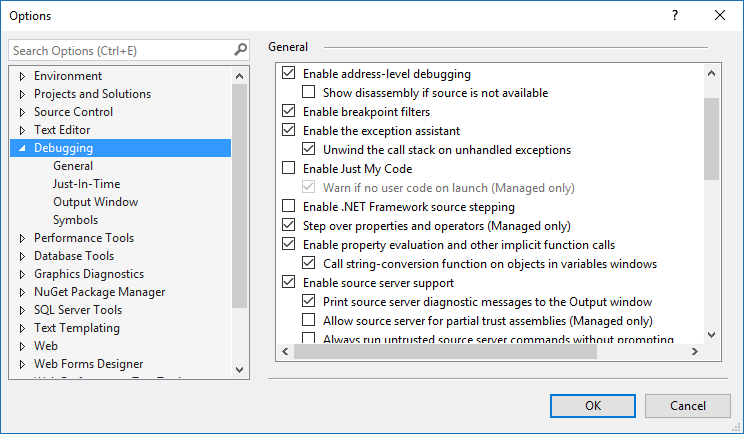 Options
?
Search Options (Ctrl+E)
Environment
Projects and Solutions
Source Control
Text Editor
Debugging
General
Just-In-Time
Output Window
Symbols
Performance Tools
Database Tools
Graphics Diagnostics
NuGet Package Manager
SQL Server Tools
Text Templating
Web
Web Forms Designer
General
Enable address-level debugging
Show disassembly if source is not available
Enable breakpoint filters
Enable the exception assistant
Unwind the call stack on unhandled exceptions
Enable Just My Code
Warn if no user code on launch (Managed only)
Enable .NET Framework source stepping
Step over properties and operators (Managed only)
Enable property evaluation and other implicit function calls
Call string-conversion function on objects in variables windows
Enable source server support
Print source server diagnostic messages to the Output window
Allow source server for partial trust assemblies (Managed only)
Always run untrusted source server commands without prompting
OK
Cancel